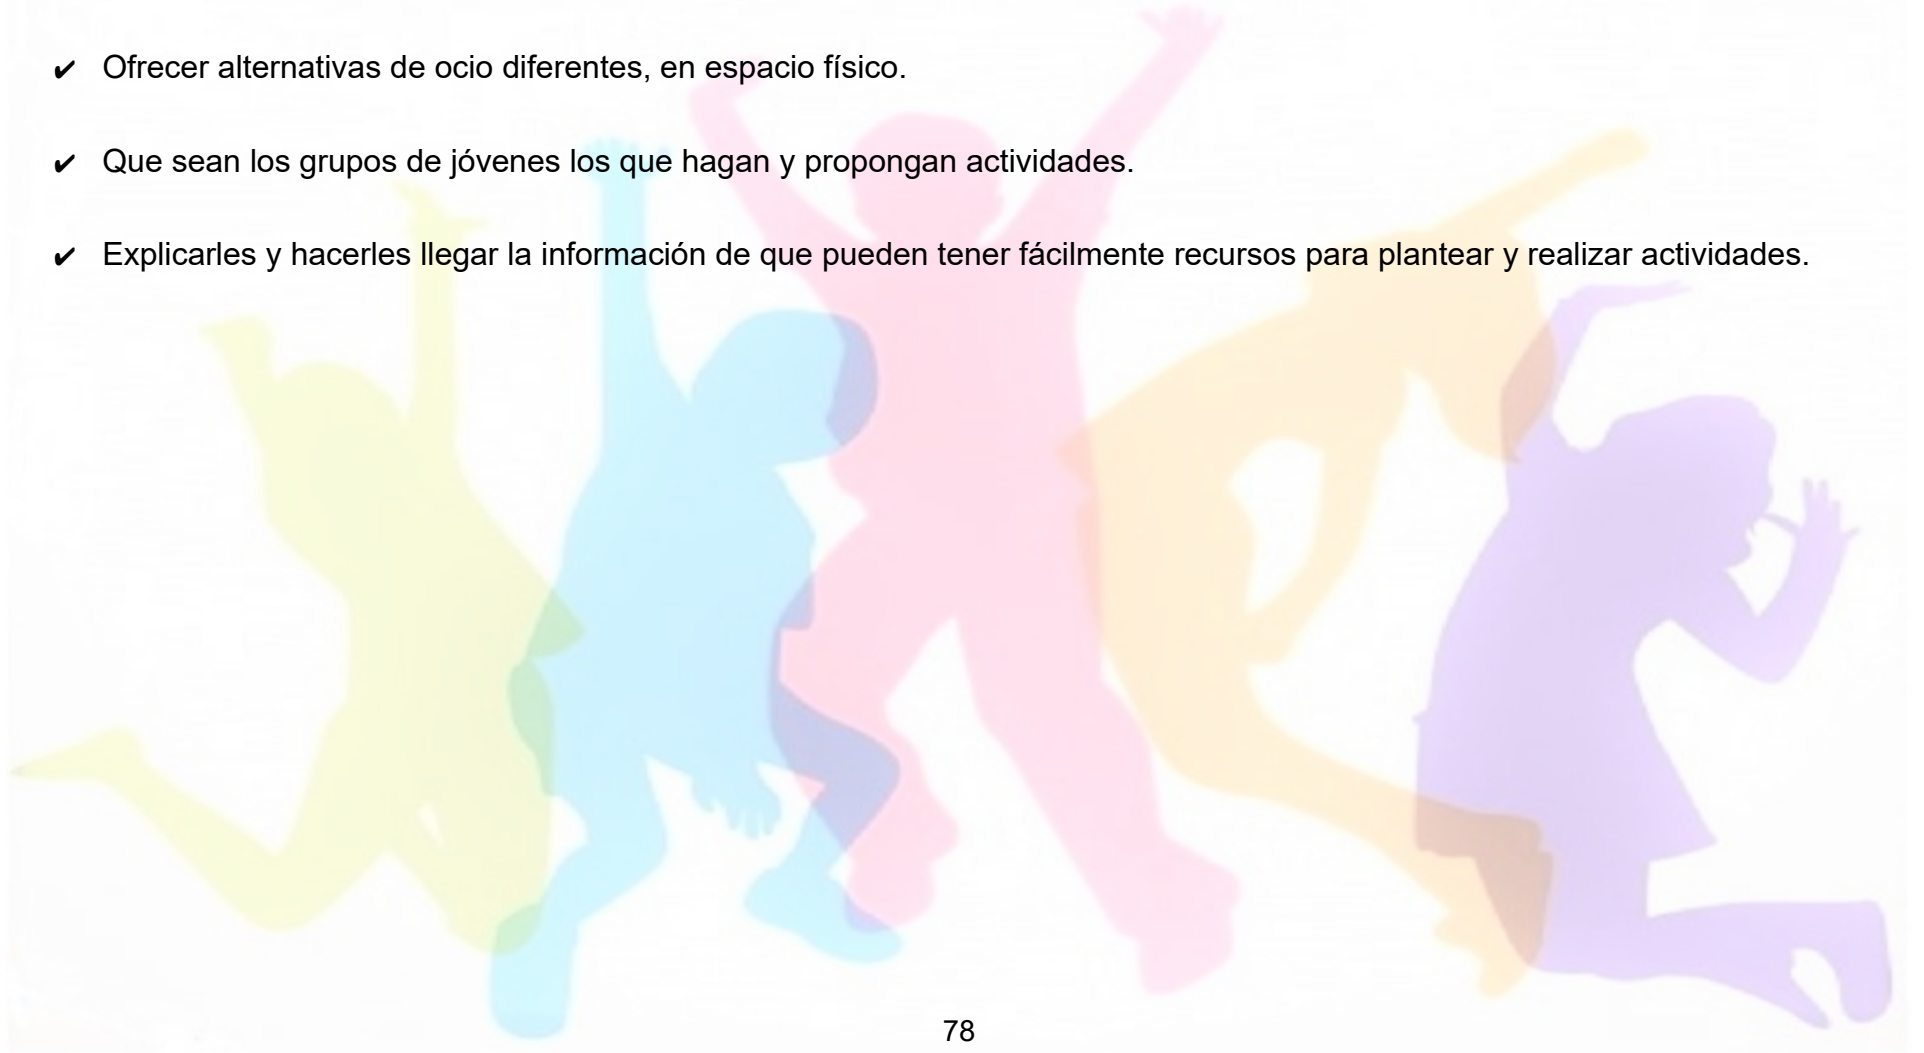 ✔ Ofrecer alternativas de ocio diferentes, en espacio físico.
✔ Que sean los grupos de jóvenes los que hagan y propongan actividades.
✔ Explicarles y hacerles llegar la información de que pueden tener fácilmente recursos para plantear y realizar actividades.
78